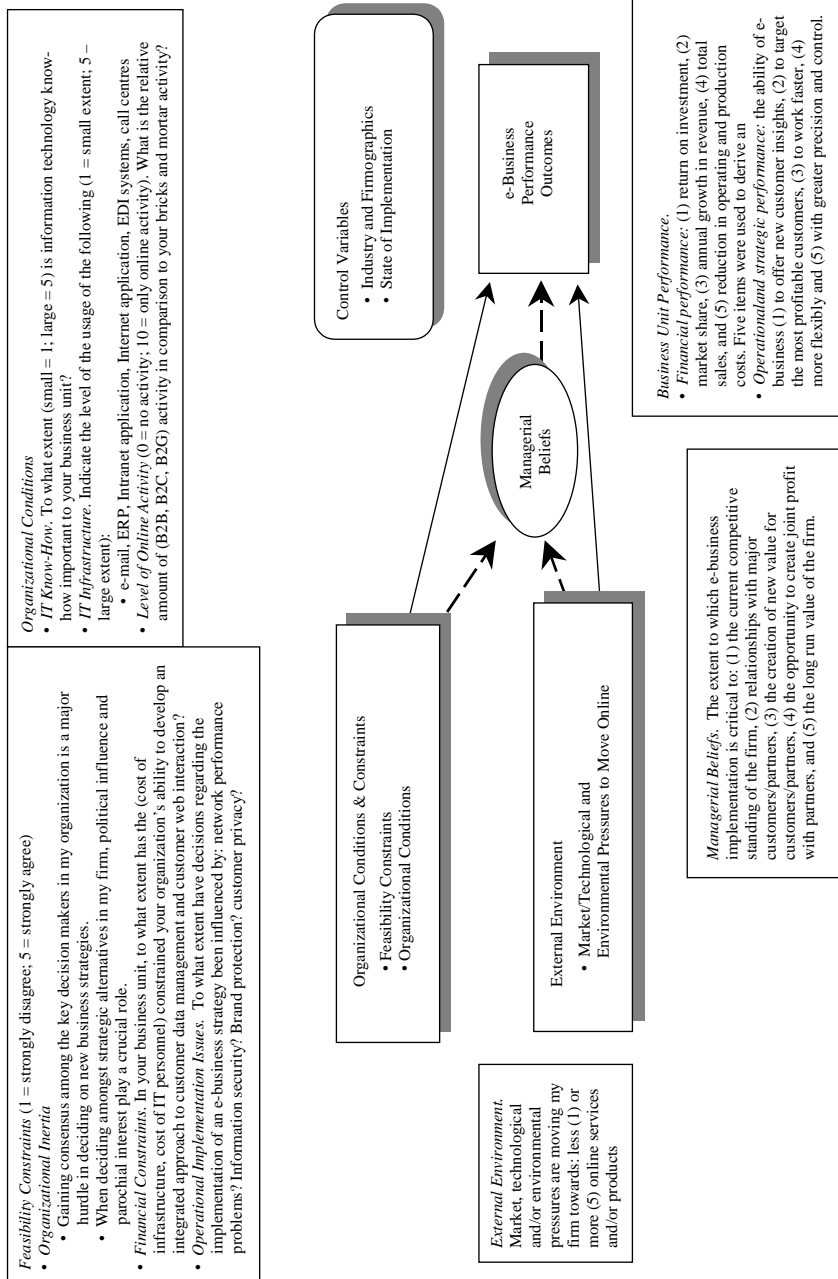 Feasibility Constraints (1 = strongly disagree; 5 = strongly agree)
• Organizational Inertia
• Gaining consensus among the key decision makers in my organization is a major
hurdle in deciding on new business strategies.
• When deciding amongst strategic alternatives in my firm, political influence and
parochial interest play a crucial role.
• Financial Constraints. In your business unit, to what extent has the (cost of
infrastructure, cost of IT personnel) constrained your organization's ability to develop an
integrated approach to customer data management and customer web interaction?
• Operational Implementation Issues. To what extent have decisions regarding the
implementation of an e-business strategy been influenced by: network performance
problems? Information security? Brand protection? customer privacy?
Organizational Conditions
• IT Know-How. To what extent (small = 1; large = 5) is information technology know-
how important to your business unit?
• IT Infrastructure. Indicate the level of the usage of the following (1 = small extent; 5 –
large extent):
• e-mail, ERP, Intranet application, Internet application, EDI systems, call centres
• Level of Online Activity (0 = no activity; 10 = only online activity). What is the relative
amount of (B2B, B2C, B2G) activity in comparison to your bricks and mortar activity?
Organizational Conditions & Constraints
• Feasibility Constraints
• Organizational Conditions
Control Variables
• Industry and Firmographics
• State of Implementation
Managerial
Beliefs
e-Business
Performance
Outcomes
External Environment
• Market/Technological and
Environmental Pressures to Move Online
External Environment.
Market, technological
and/or environmental
pressures are moving my
firm towards: less (1) or
more (5) online services
and/or products
Managerial Beliefs. The extent to which e-business
implementation is critical to: (1) the current competitive
standing of the firm, (2) relationships with major
customers/partners, (3) the creation of new value for
customers/partners, (4) the opportunity to create joint profit
with partners, and (5) the long run value of the firm.
Business Unit Performance.
• Financial performance: (1) return on investment, (2)
market share, (3) annual growth in revenue, (4) total
sales, and (5) reduction in operating and production
costs. Five items were used to derive an
• Operationaland strategic performance: the ability of e-
business (1) to offer new customer insights, (2) to target
the most profitable customers, (3) to work faster, (4)
more flexibly and (5) with greater precision and control.